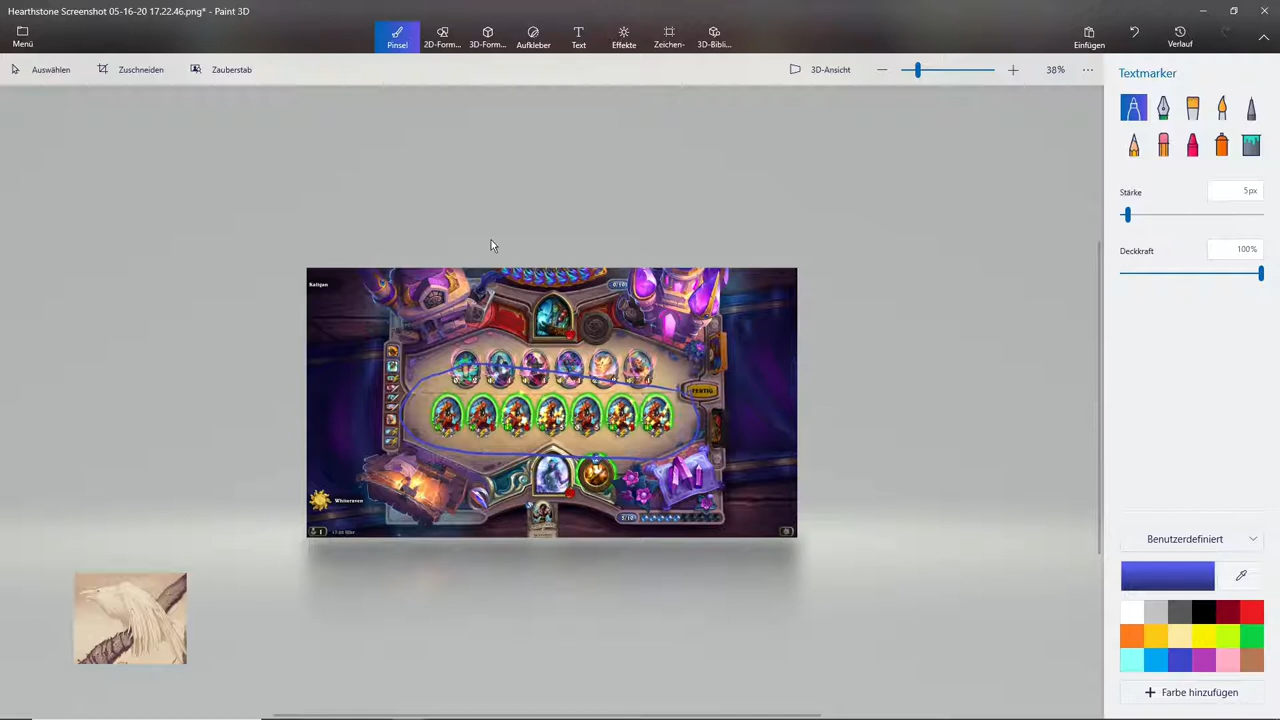 Hearthstone Screenshot 05-16-20 17.22.46.png* - Paint 3D
Menü
Pinsel
2D-Form...
3D-Form...
Aufkleber
Text
Effekte
Zeichen-
3D-Bibli...
Einfügen
Verlauf
Auswählen
Zuschneiden
Zauberstab
3D-Ansicht
38%
Textmarker
Stärke
5px
Deckkraft
100%
FERTIG
Whiteraven
Benutzerdefiniert
Farbe hinzufügen